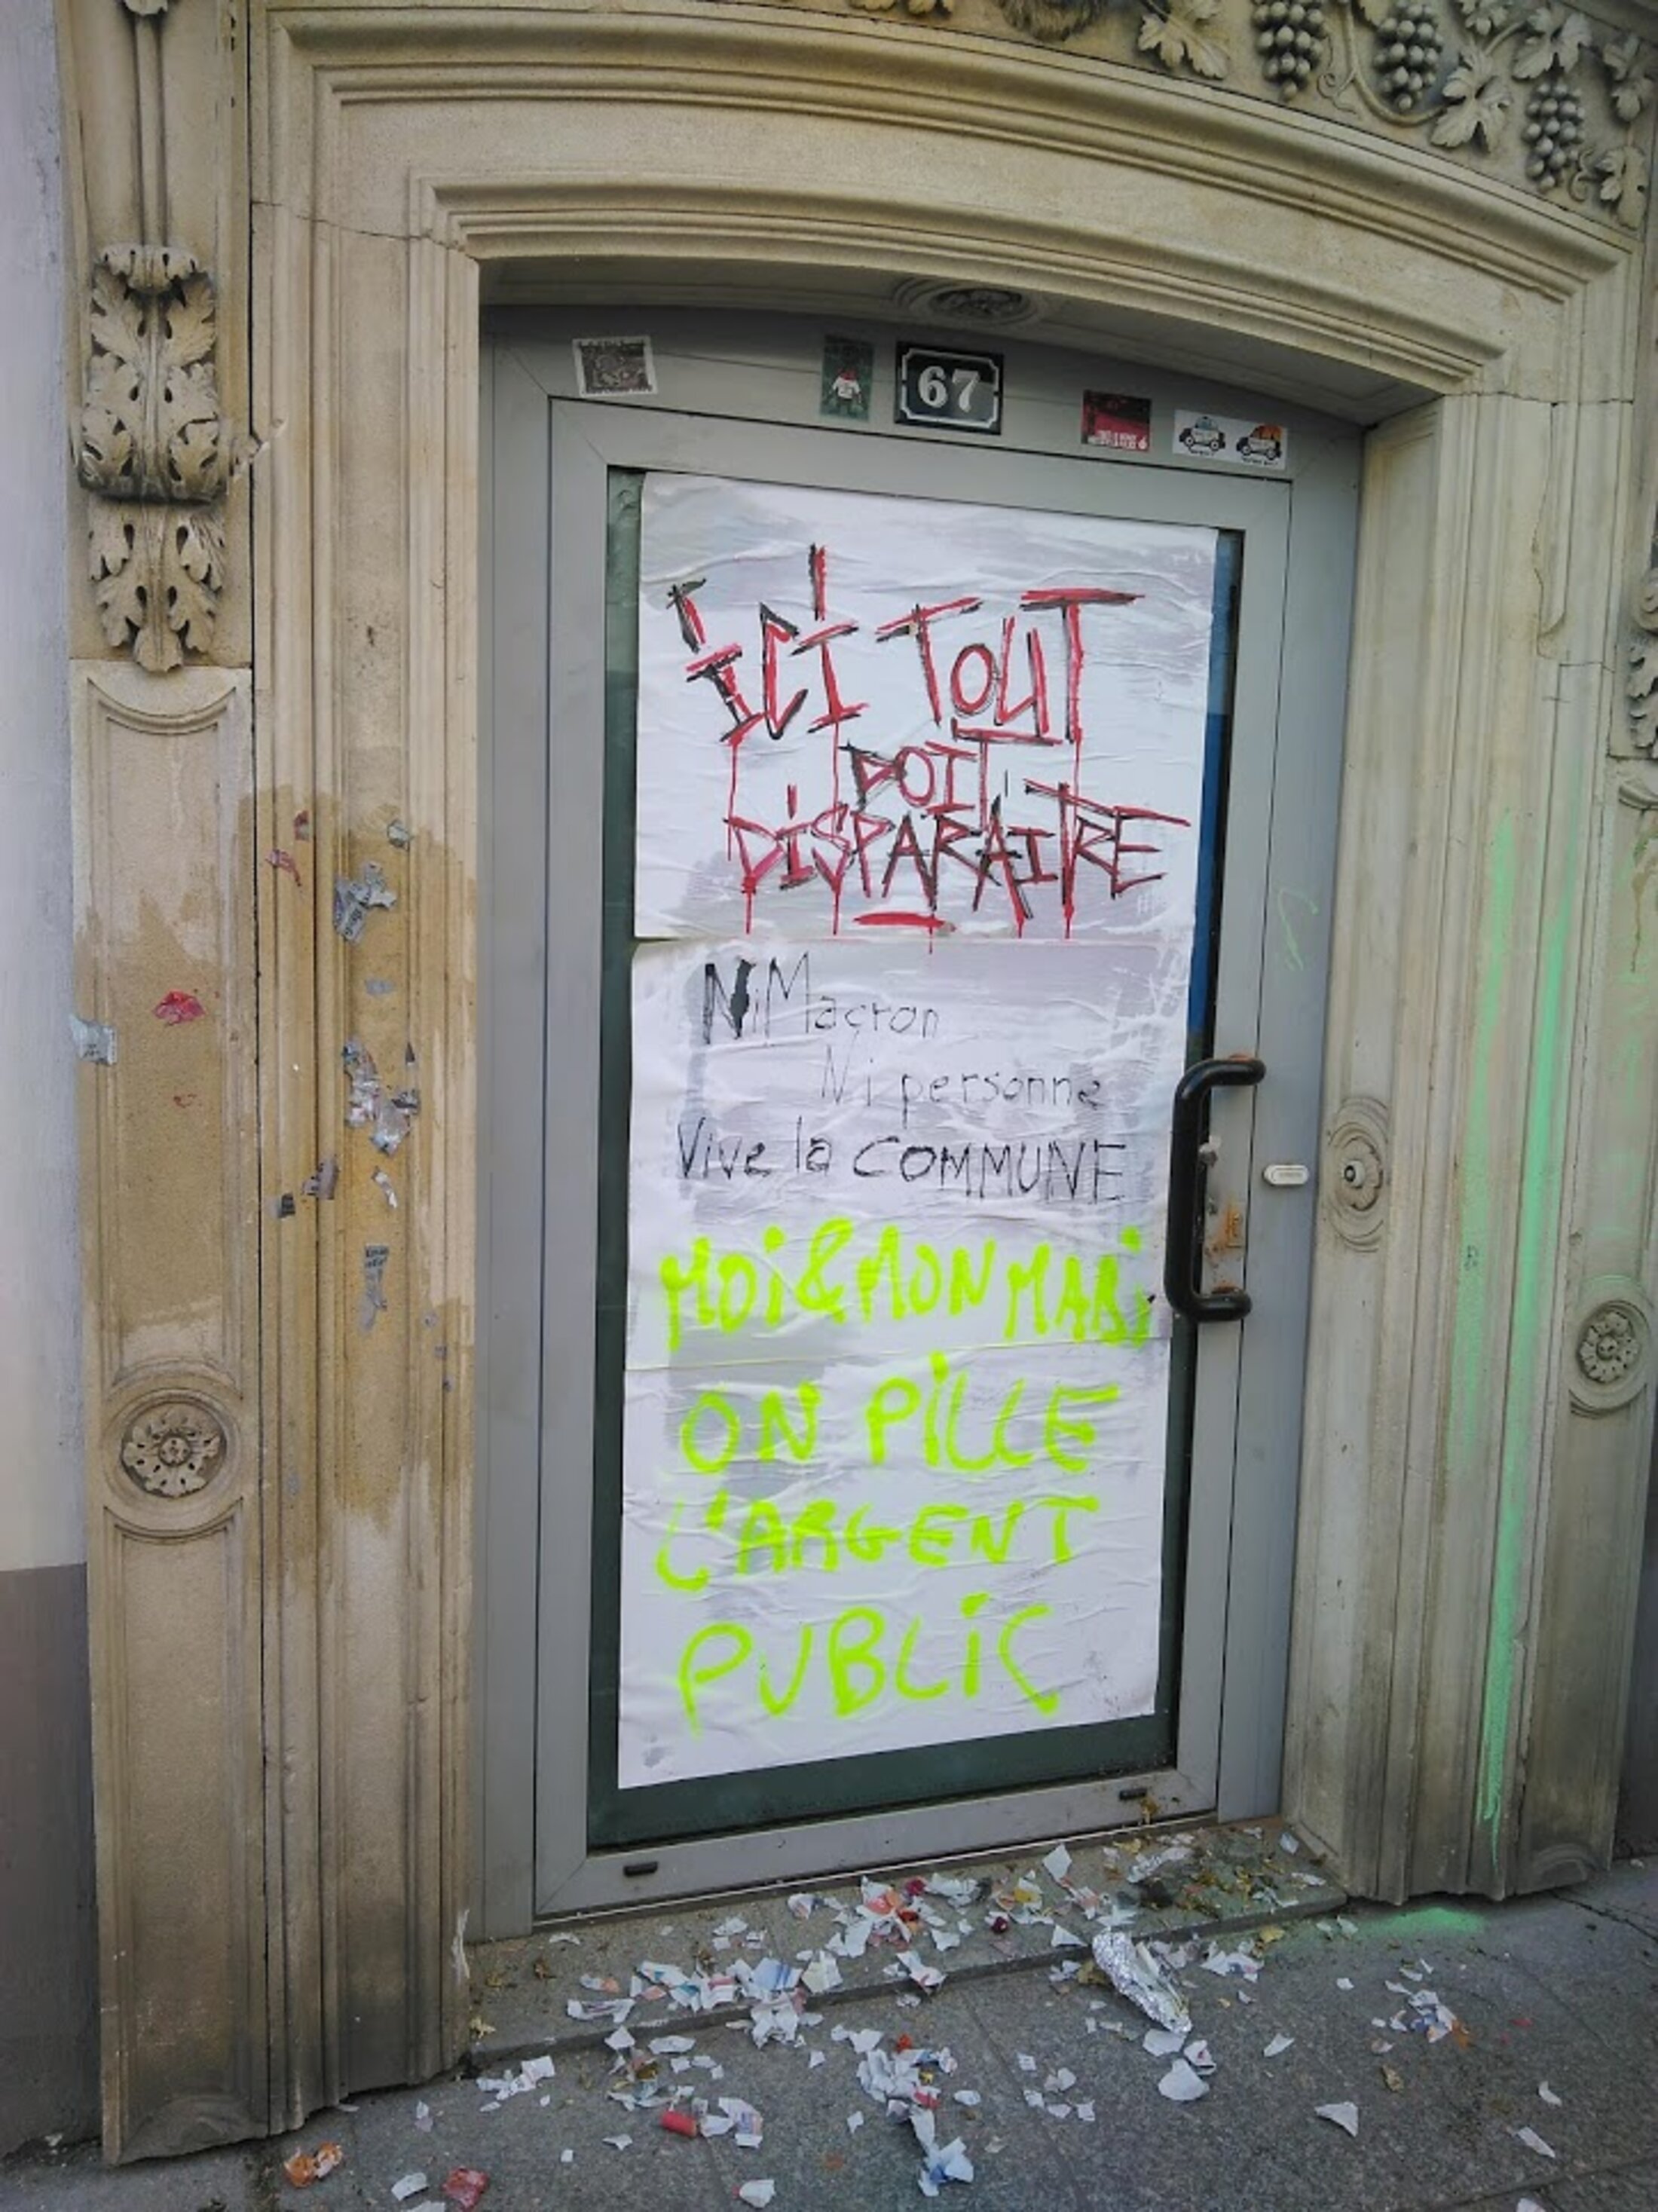 67
ICI TOUT
DOIT
DISPARAITRE
Ni Macron
Ni personne
Vive la COMMUNE
MOI & MON MARI
ON PILLE
L'ARGENT
PUBLIC